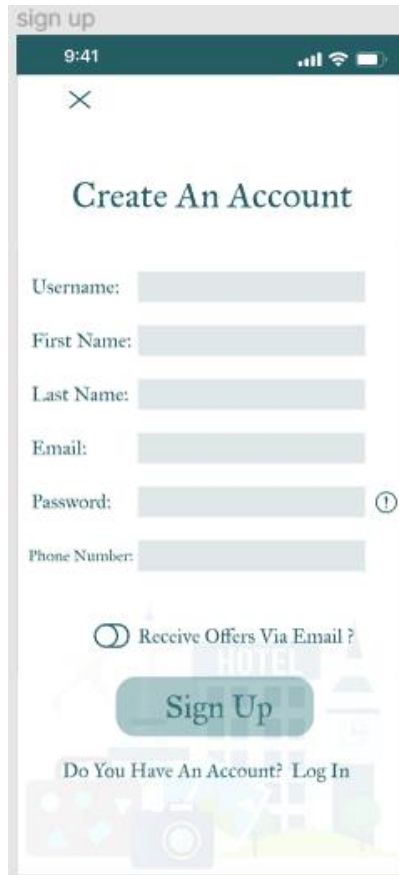 sign up
9:41
Create An Account
Username:
First Name:
Last Name:
Email:
Password:
Phone Number:
Receive Offers Via Email ?
HOTEL
Sign Up
Do You Have An Account? Log In